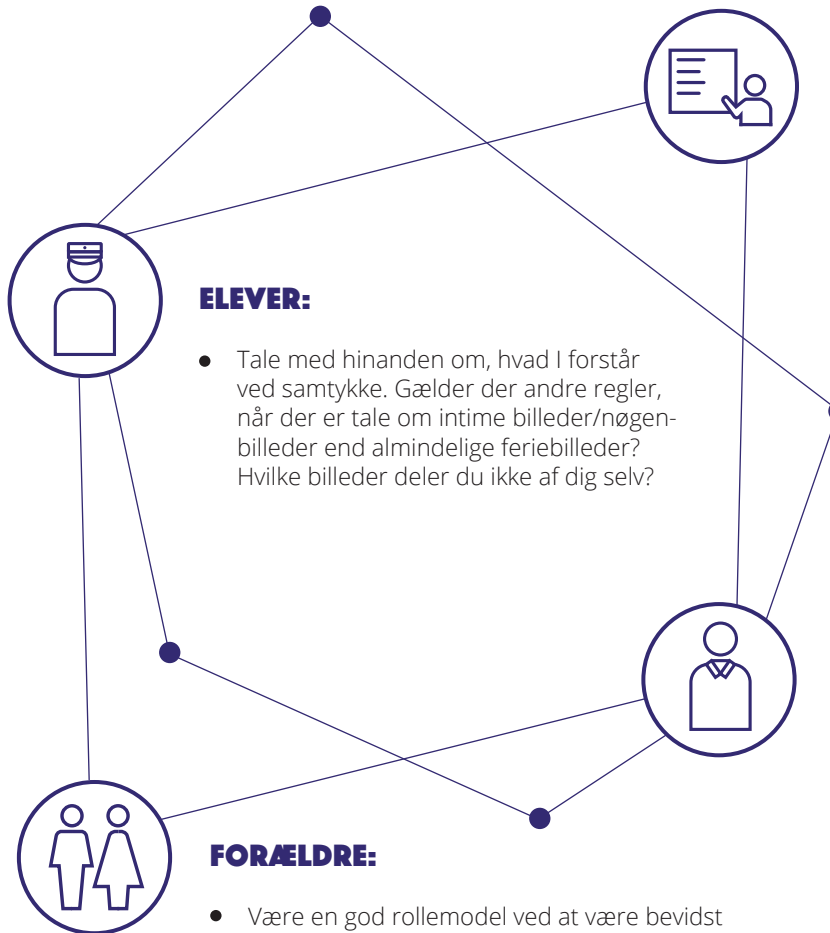 ELEVER:
● Tale med hinanden om, hvad I forstår
ved samtykke. Gælder der andre regler,
når der er tale om intime billeder/nøgen-
billeder end almindelige feriebilleder?
Hvilke billeder deler du ikke af dig selv?
FORÆLDRE:
● Være en god rollemodel ved at være bevidst